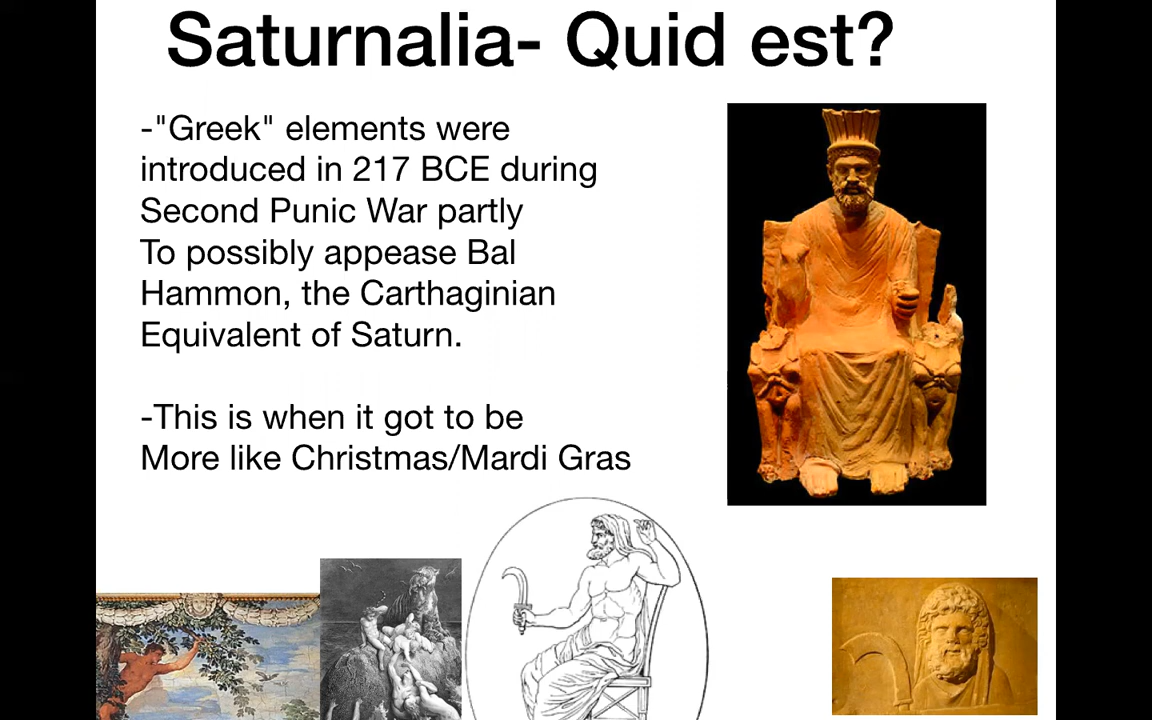 Saturnalia- Quid est?
-"Greek" elements were
introduced in 217 BCE during
Second Punic War partly
To possibly appease Bal
Hammon, the Carthaginian
Equivalent of Saturn.
-This is when it got to be
More like Christmas/Mardi Gras